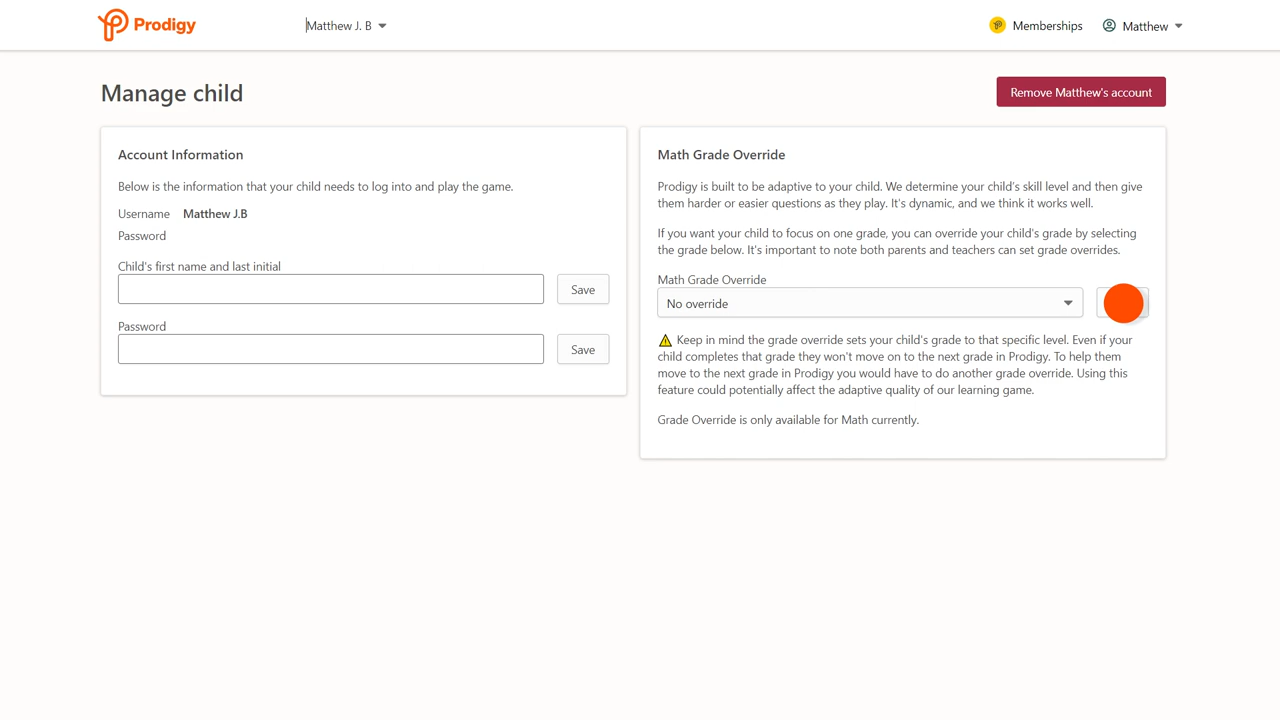 Prodigy
Matthew J. B
Memberships
Matthew
Manage child
Remove Matthew's account
Account Information
Below is the information that your child needs to log into and play the game.
Username Matthew J.B
Password
Child's first name and last initial
Save
Password
Save
Math Grade Override
Prodigy is built to be adaptive to your child. We determine your child's skill level and then give
them harder or easier questions as they play. It's dynamic, and we think it works well.
If you want your child to focus on one grade, you can override your child's grade by selecting
the grade below. It's important to note both parents and teachers can set grade overrides.
Math Grade Override
No override
Keep in mind the grade override sets your child's grade to that specific level. Even if your
child completes that grade they won't move on to the next grade in Prodigy. To help them
move to the next grade in Prodigy you would have to do another grade override. Using this
feature could potentially affect the adaptive quality of our learning game.
Grade Override is only available for Math currently.